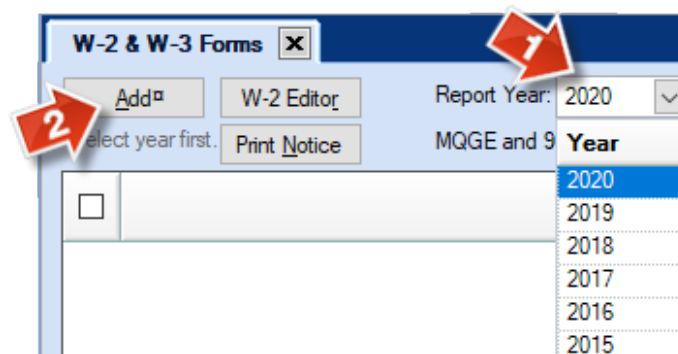 W-2 & W-3 Forms
1
Add¤
W-2 Editor
Report Year: 2020
2
elect year first.
Print Notice
MQGE and 9
Year
2020
2019
2018
2017
2016
2015